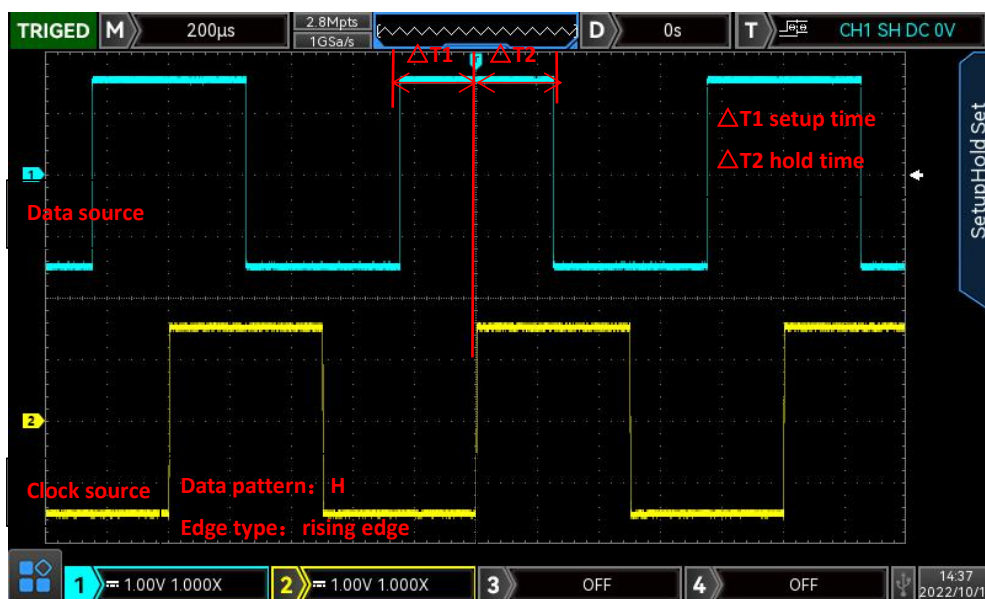 TRIGED M 200µs 2.8Mpts D 0s T CH1 SH DC 0V
1GSa/s
△T1 △T2
T
△T1 setup time
△T2 hold time
SetupHold Set
1
Data source
2
Clock source Data pattern：H
Edge type：rising edge
1 1.00V 1.000X 2 1.00V 1.000X 3 OFF 4 OFF 14:37
2022/10/1